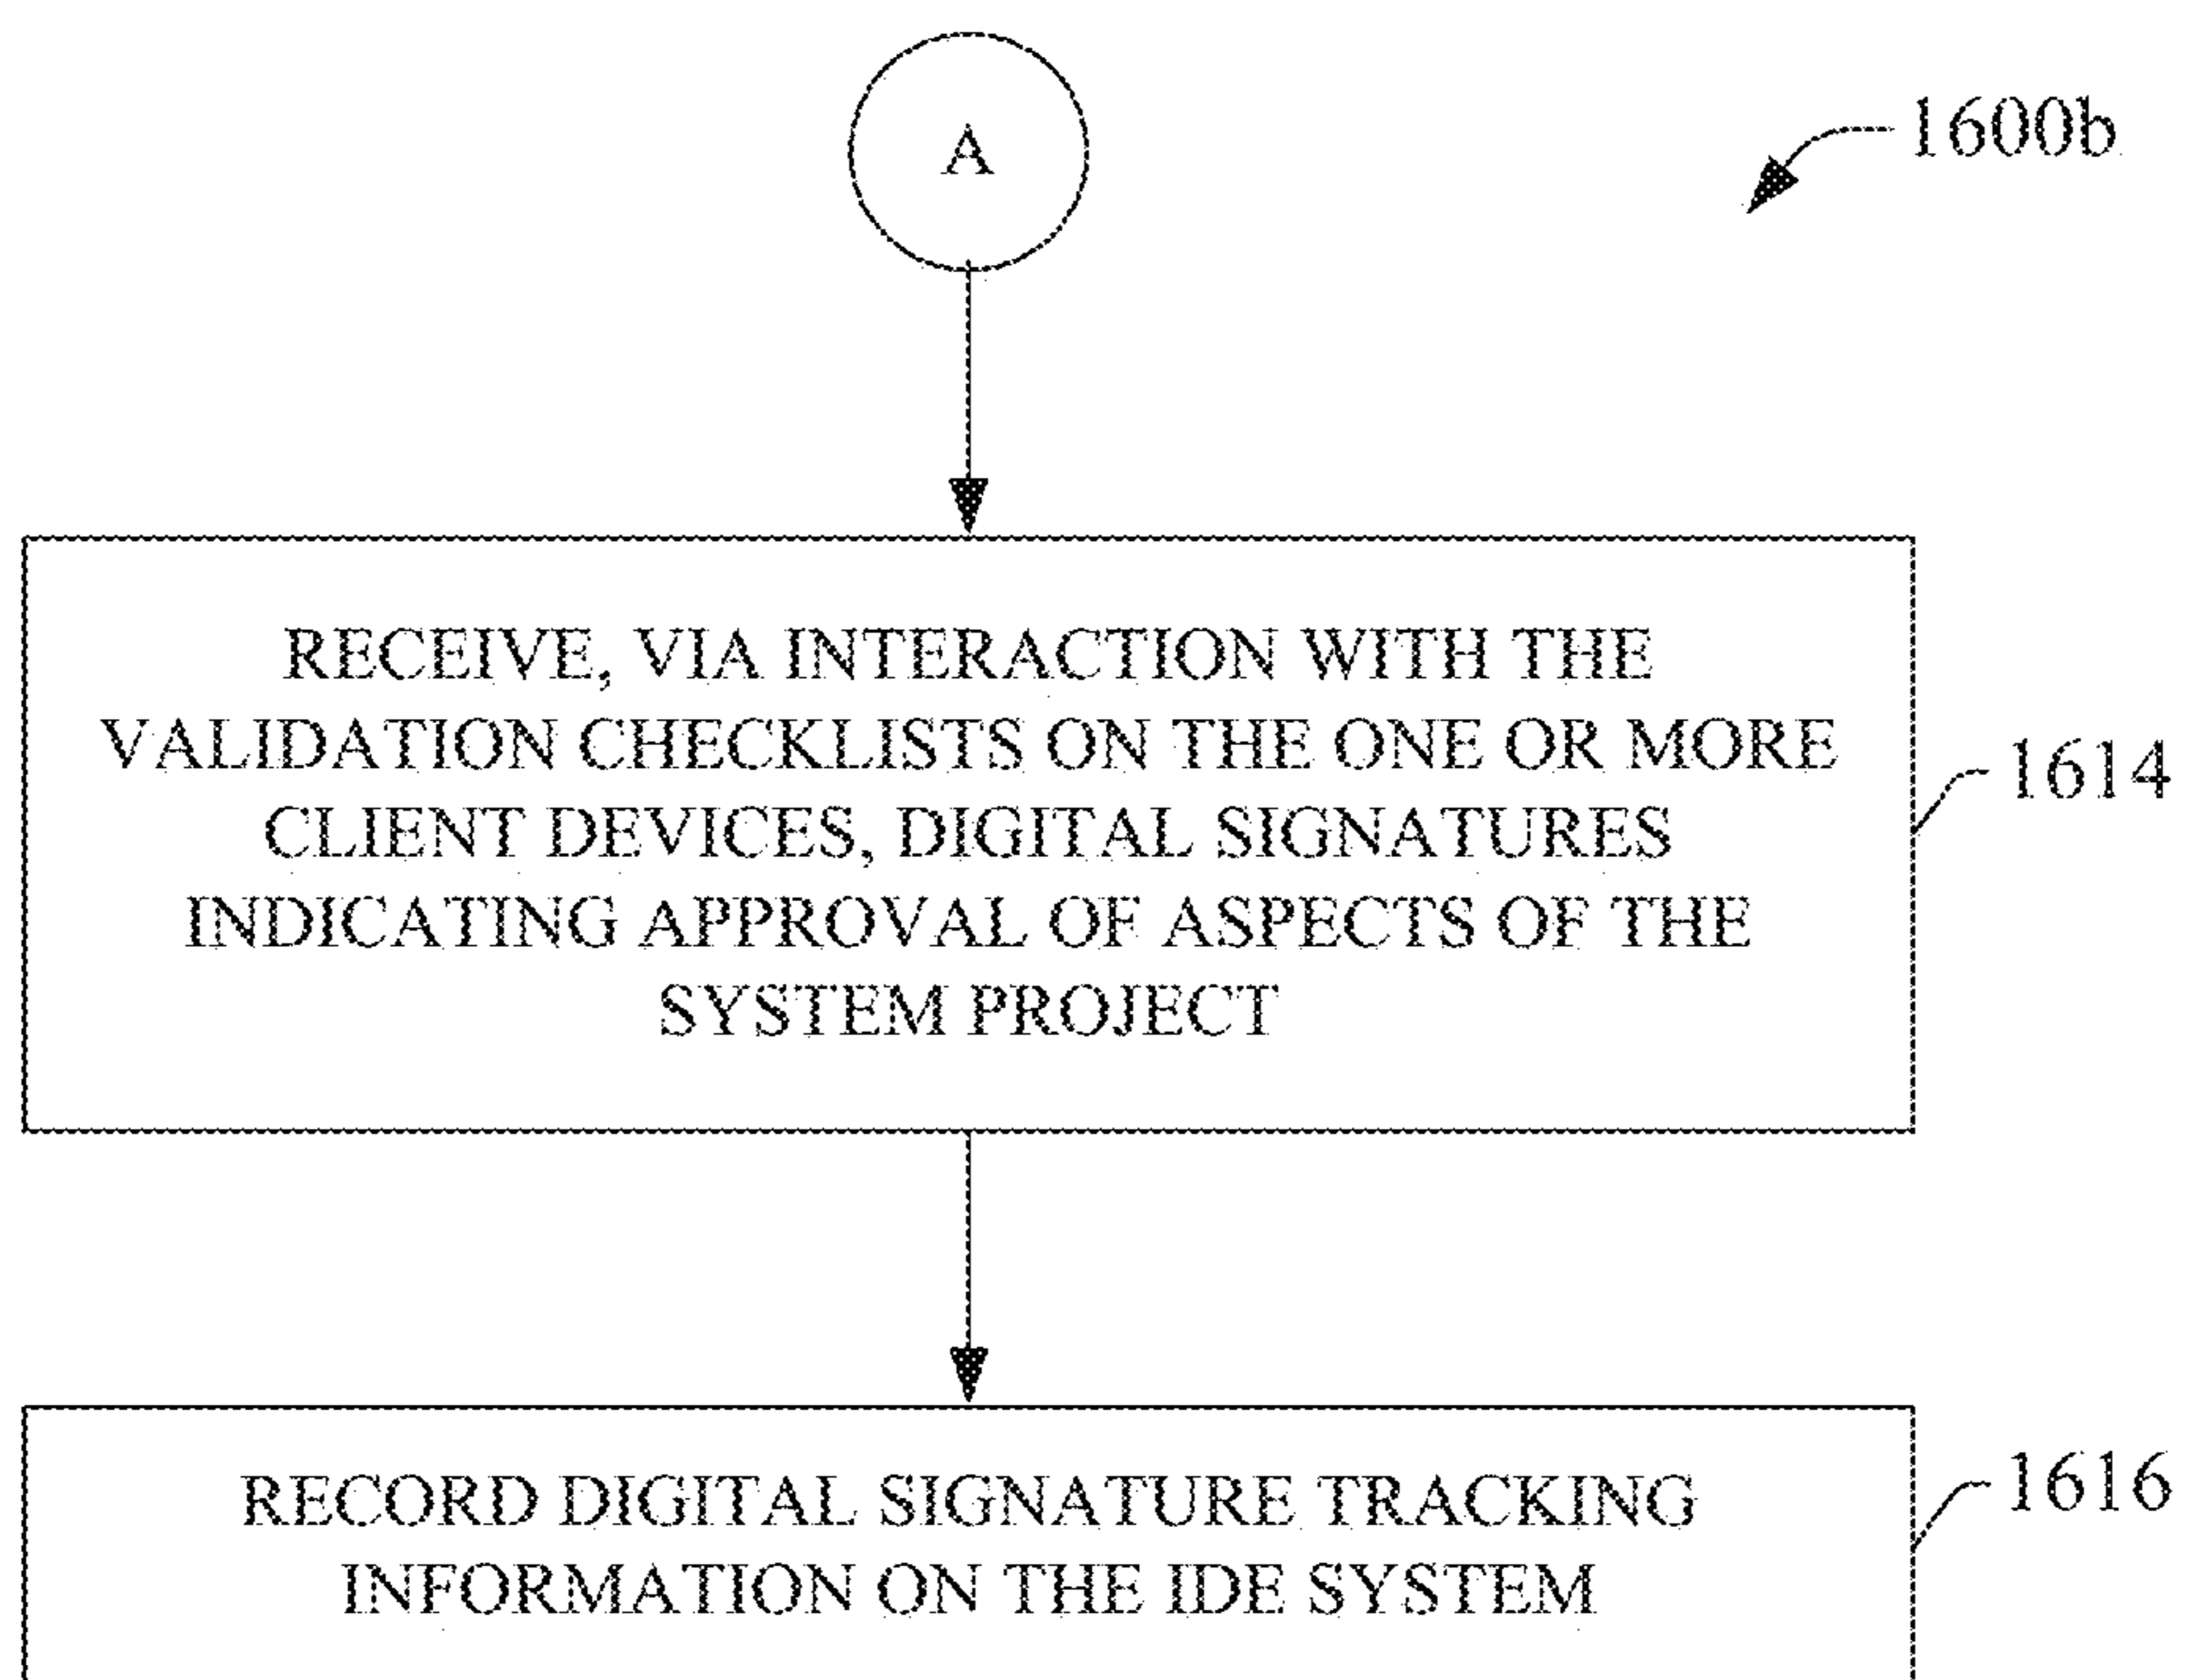 A
1600b
RECEIVE, VIA INTERACTION WITH THE
VALIDATION CHECKLISTS ON THE ONE OR MORE
CLIENT DEVICES, DIGITAL SIGNATURES
INDICATING APPROVAL OF ASPECTS OF THE
SYSTEM PROJECT
1614
RECORD DIGITAL SIGNATURE TRACKING
INFORMATION ON THE IDE SYSTEM
1616